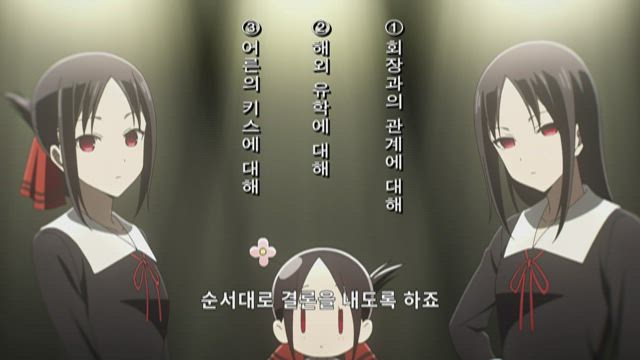 ① 회장과의 관계에 대해
② 해외 유학에 대해
③ 어른의 키스에 대해
순서대로 결론을 내도록 하죠